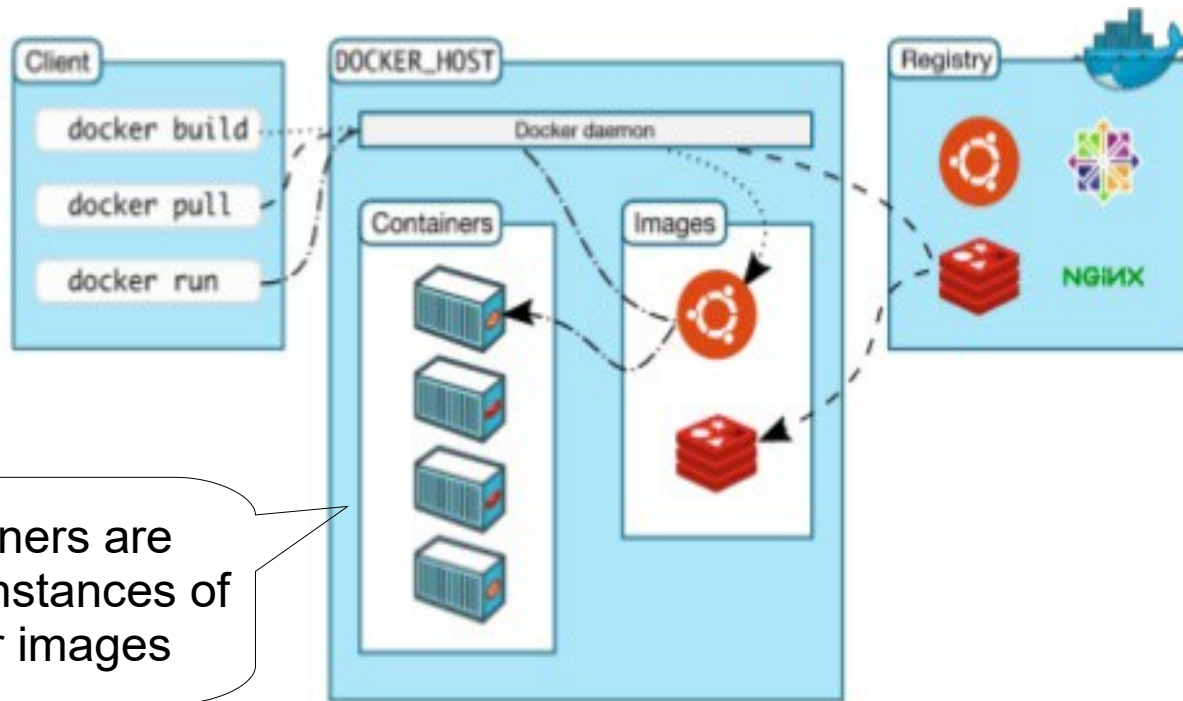 Client
docker build
docker pull
docker run
DOCKER_HOST
Docker daemon
Containers
Images
Registry
NGiNX
ners are
nstances of
r images